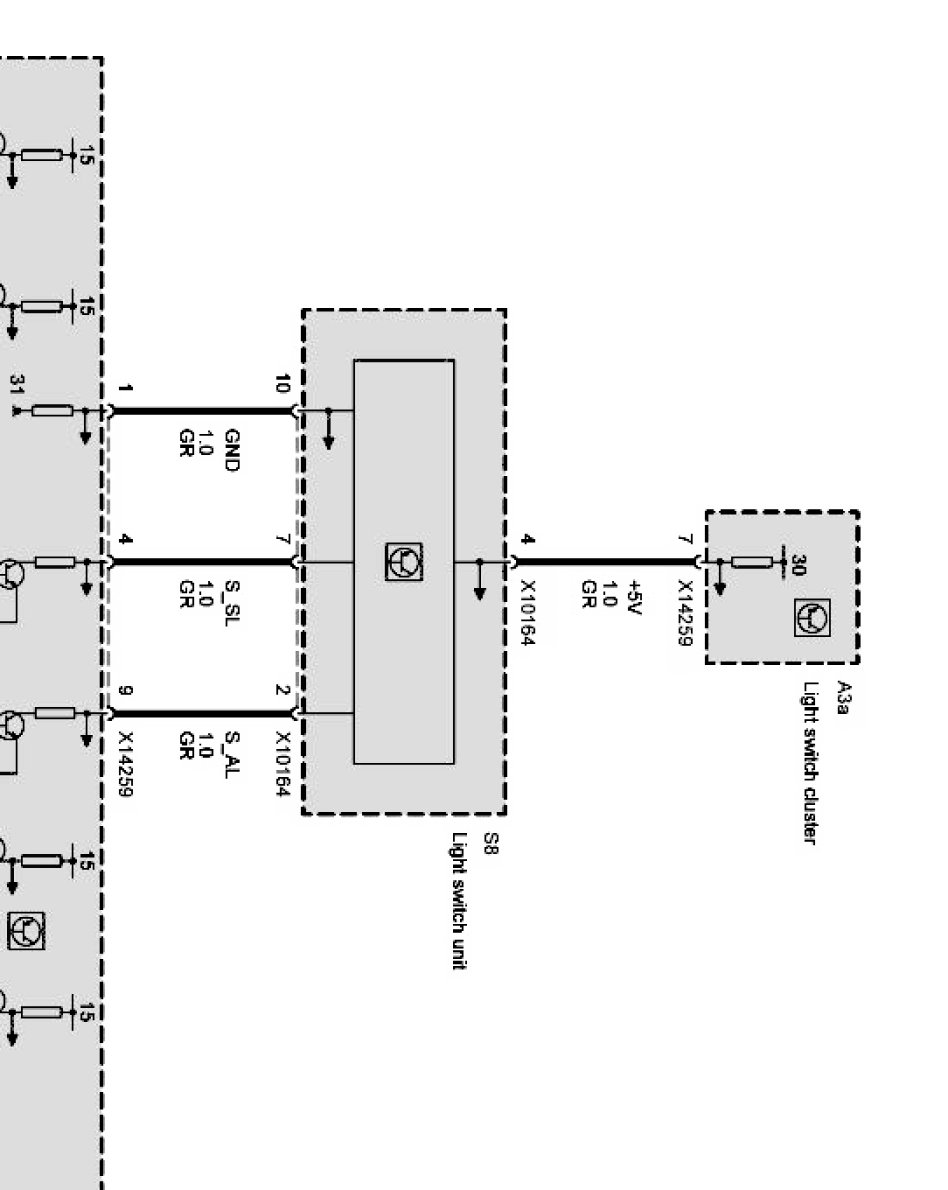 A3a
Light switch cluster
30
7
X14259
+5V
1.0
GR
4
X10164
S8
Light switch unit
10
7
2
X10164
GND
1.0
GR
S_SL
1.0
GR
S_AL
1.0
GR
1
4
9
X14259
15
15
31
15
15